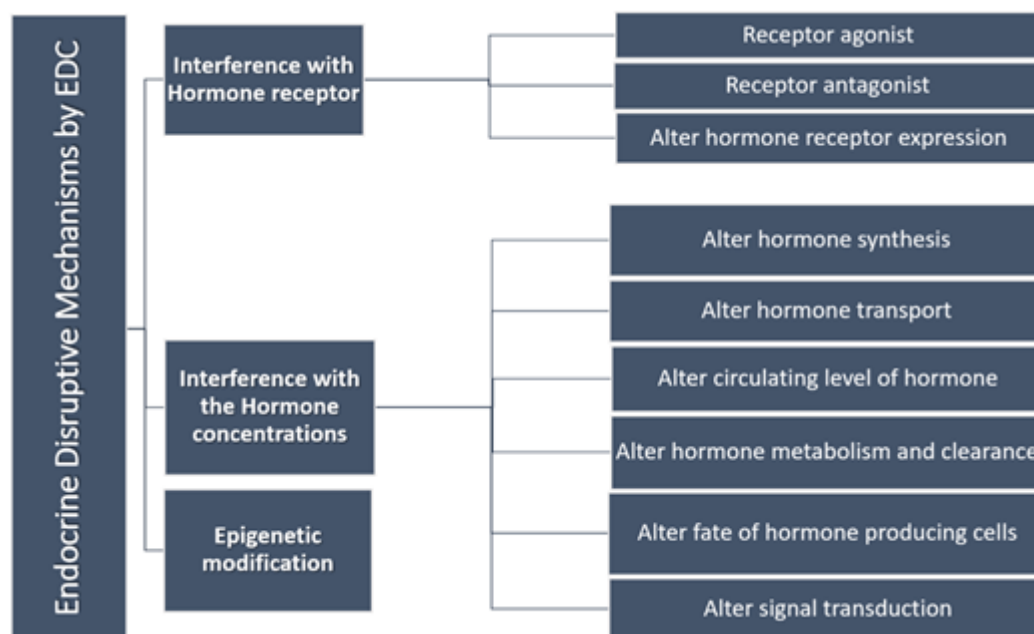 Endocrine Disruptive Mechanisms by EDC
Interference with
Hormone receptor
Receptor agonist
Receptor antagonist
Alter hormone receptor expression
Interference with
the Hormone
concentrations
Alter hormone synthesis
Alter hormone transport
Alter circulating level of hormone
Alter hormone metabolism and clearance
Alter fate of hormone producing cells
Alter signal transduction
Epigenetic
modification